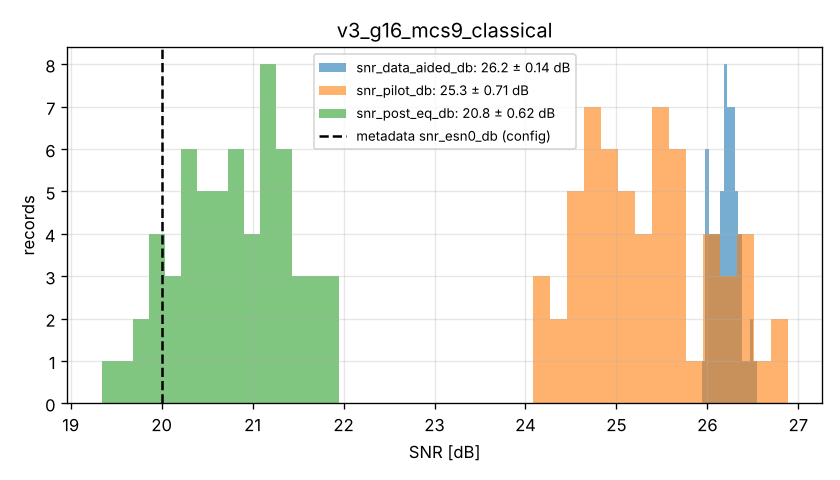 v3_g16_mcs9_classical
snr_data_aided_db: 26.2 ± 0.14 dB
snr_pilot_db: 25.3 ± 0.71 dB
snr_post_eq_db: 20.8 ± 0.62 dB
metadata snr_esn0_db (config)
8
7
6
5
4
3
2
1
0
records
19 20 21 22 23 24 25 26 27
SNR [dB]